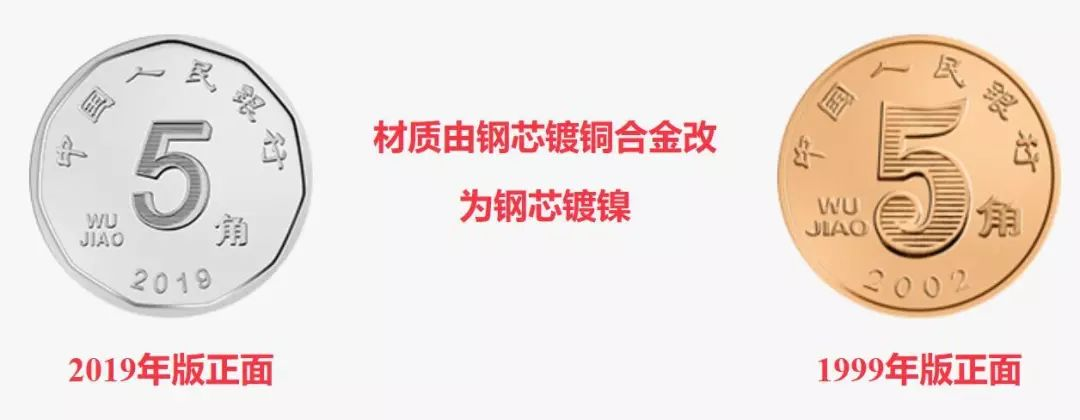 中国人民银行
5
WU
JIAO
角
2019
2019年版正面
材质由钢芯镀铜合金改
为钢芯镀镍
中国人民银行
5
WU
JIAO
角
2002
1999年版正面